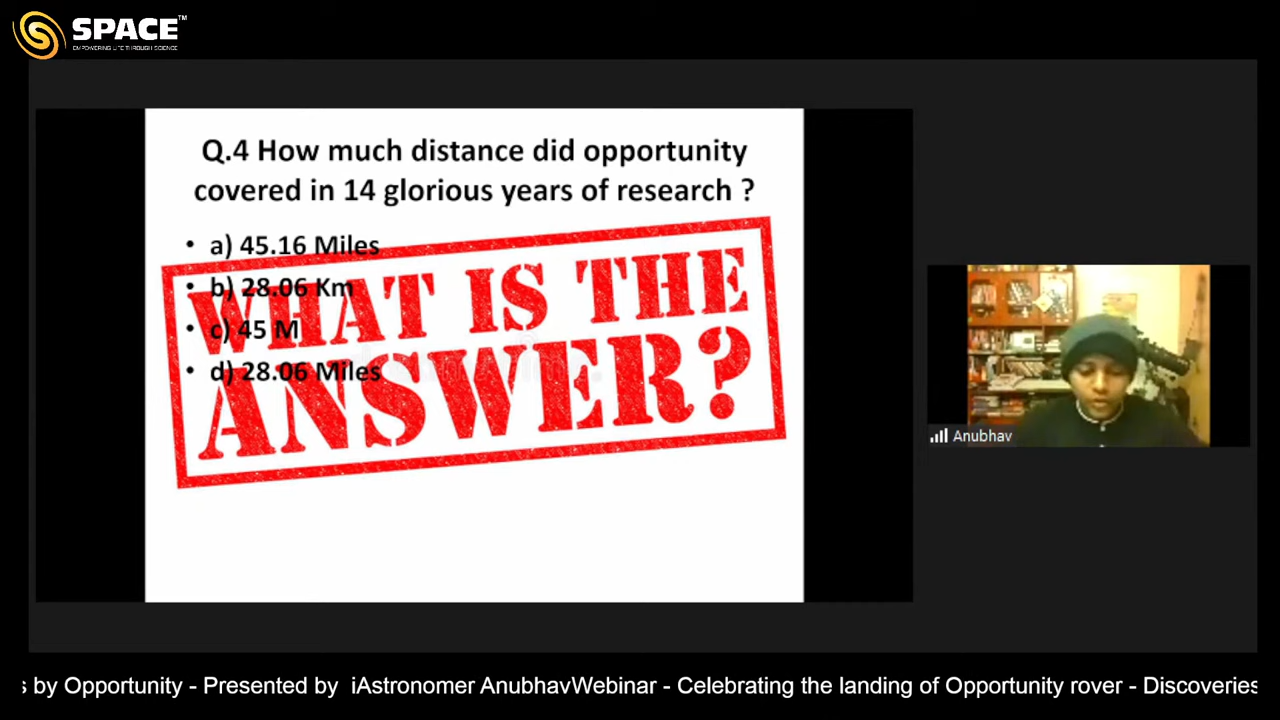 SPACE™
EMPOWERING LIFE THROUGH SCIENCE
Q.4 How much distance did opportunity
covered in 14 glorious years of research ?
• a) 45.16 Miles
• b) 28.06 Km
• c) 45 M
• d) 28.06 Miles
WHAT IS THE
ANSWER?
Anubhav
s by Opportunity - Presented by iAstronomer AnubhavWebinar - Celebrating the landing of Opportunity rover - Discoveries